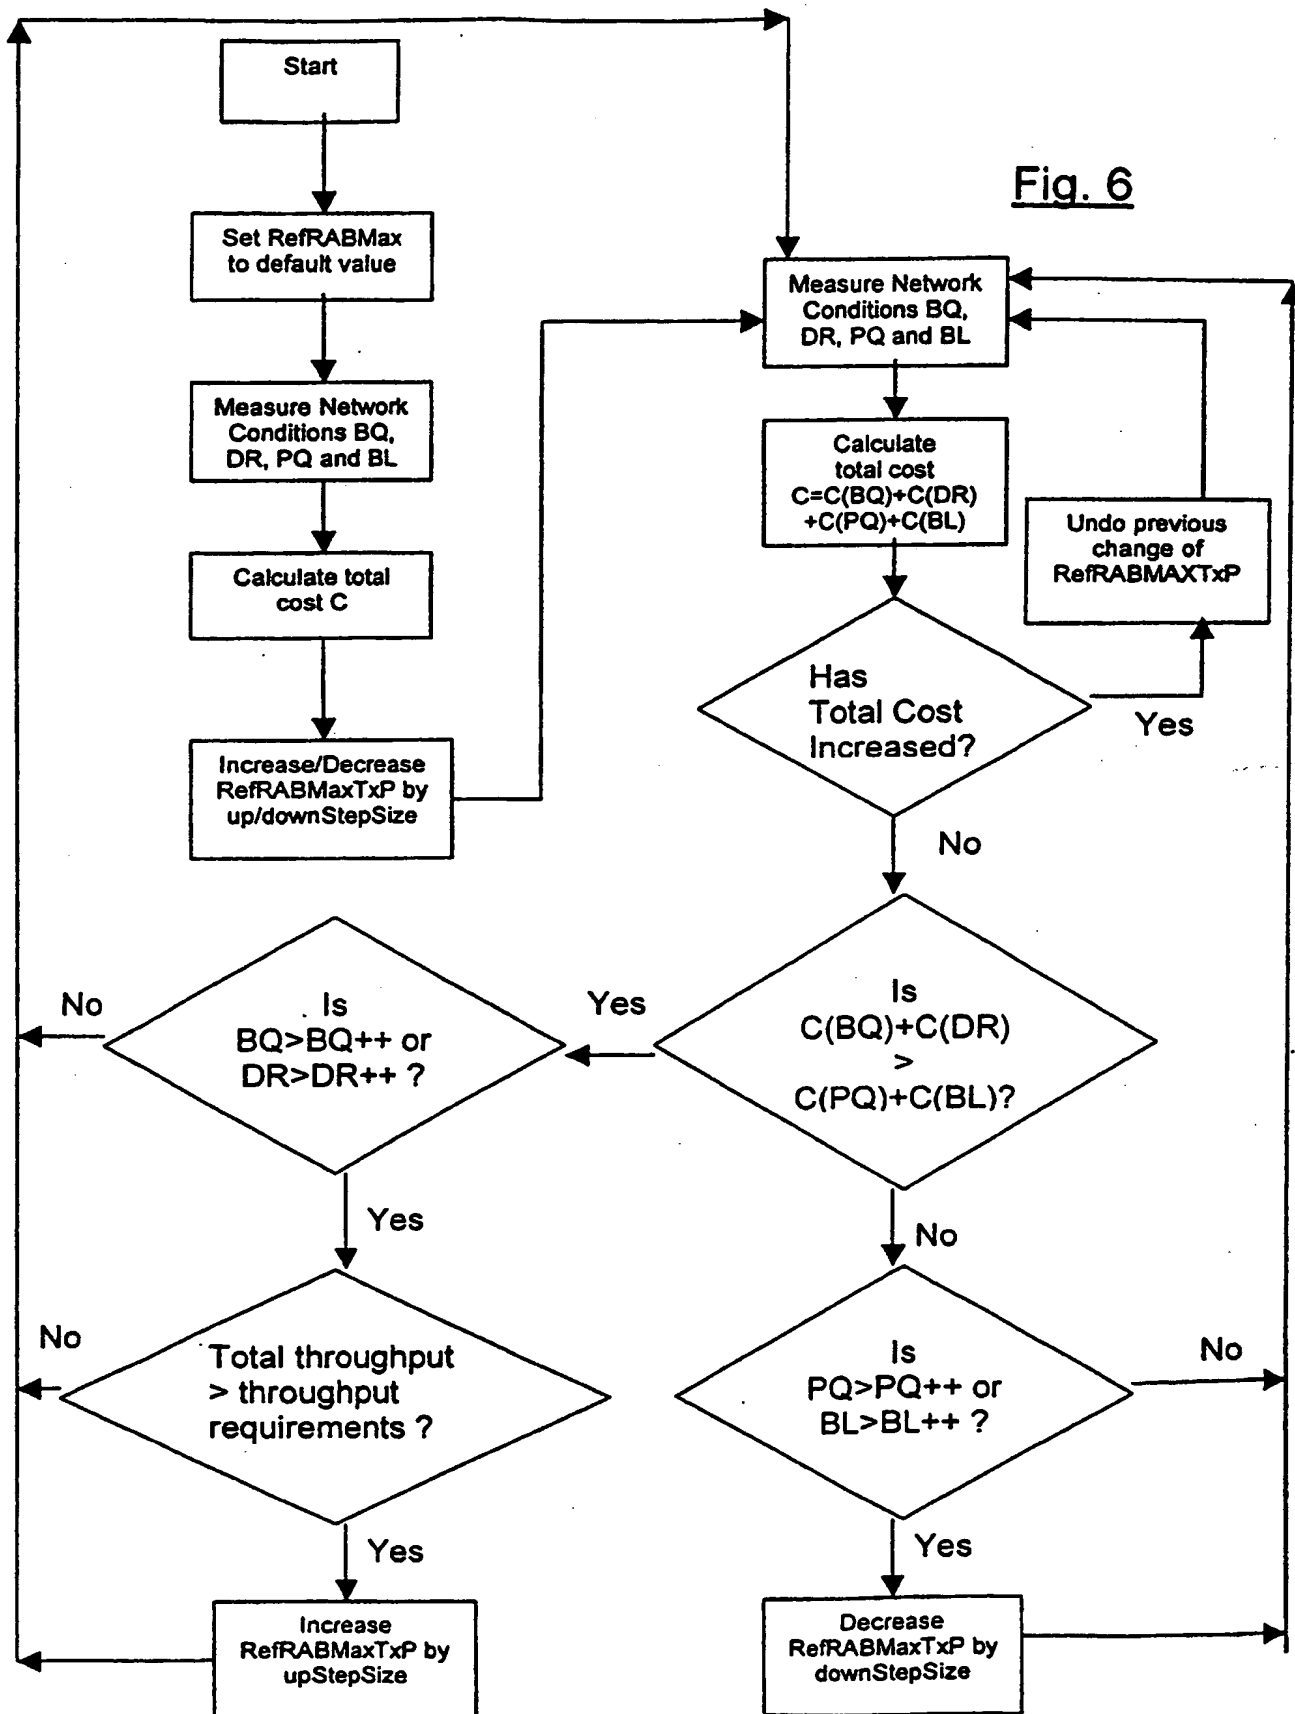 Start
Fig. 6
Set RefRABMax
to default value
Measure Network
Conditions BQ,
DR, PQ and BL
Measure Network
Conditions BQ,
DR, PQ and BL
Calculate
total cost
C=C(BQ)+C(DR)
+C(PQ)+C(BL)
Undo previous
change of
RefRABMAXTxP
Calculate total
cost C
Has
Total Cost
Increased?
Yes
Increase/Decrease
RefRABMaxTxP by
up/downStepSize
No
Is
C(BQ)+C(DR)
>
C(PQ)+C(BL)?
Yes
Is
BQ>BQ++ or
DR>DR++ ?
No
Yes
No
Total throughput
> throughput
requirements ?
No
Is
PQ>PQ++ or
BL>BL++ ?
No
Yes
Yes
Increase
RefRABMaxTxP by
upStepSize
Decrease
RefRABMaxTxP by
downStepSize